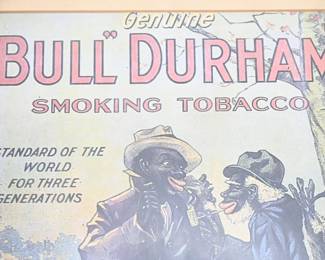 Genuine
"BULL" DURHAM
SMOKING TOBACCO
STANDARD OF THE
WORLD
FOR THREE
GENERATIONS